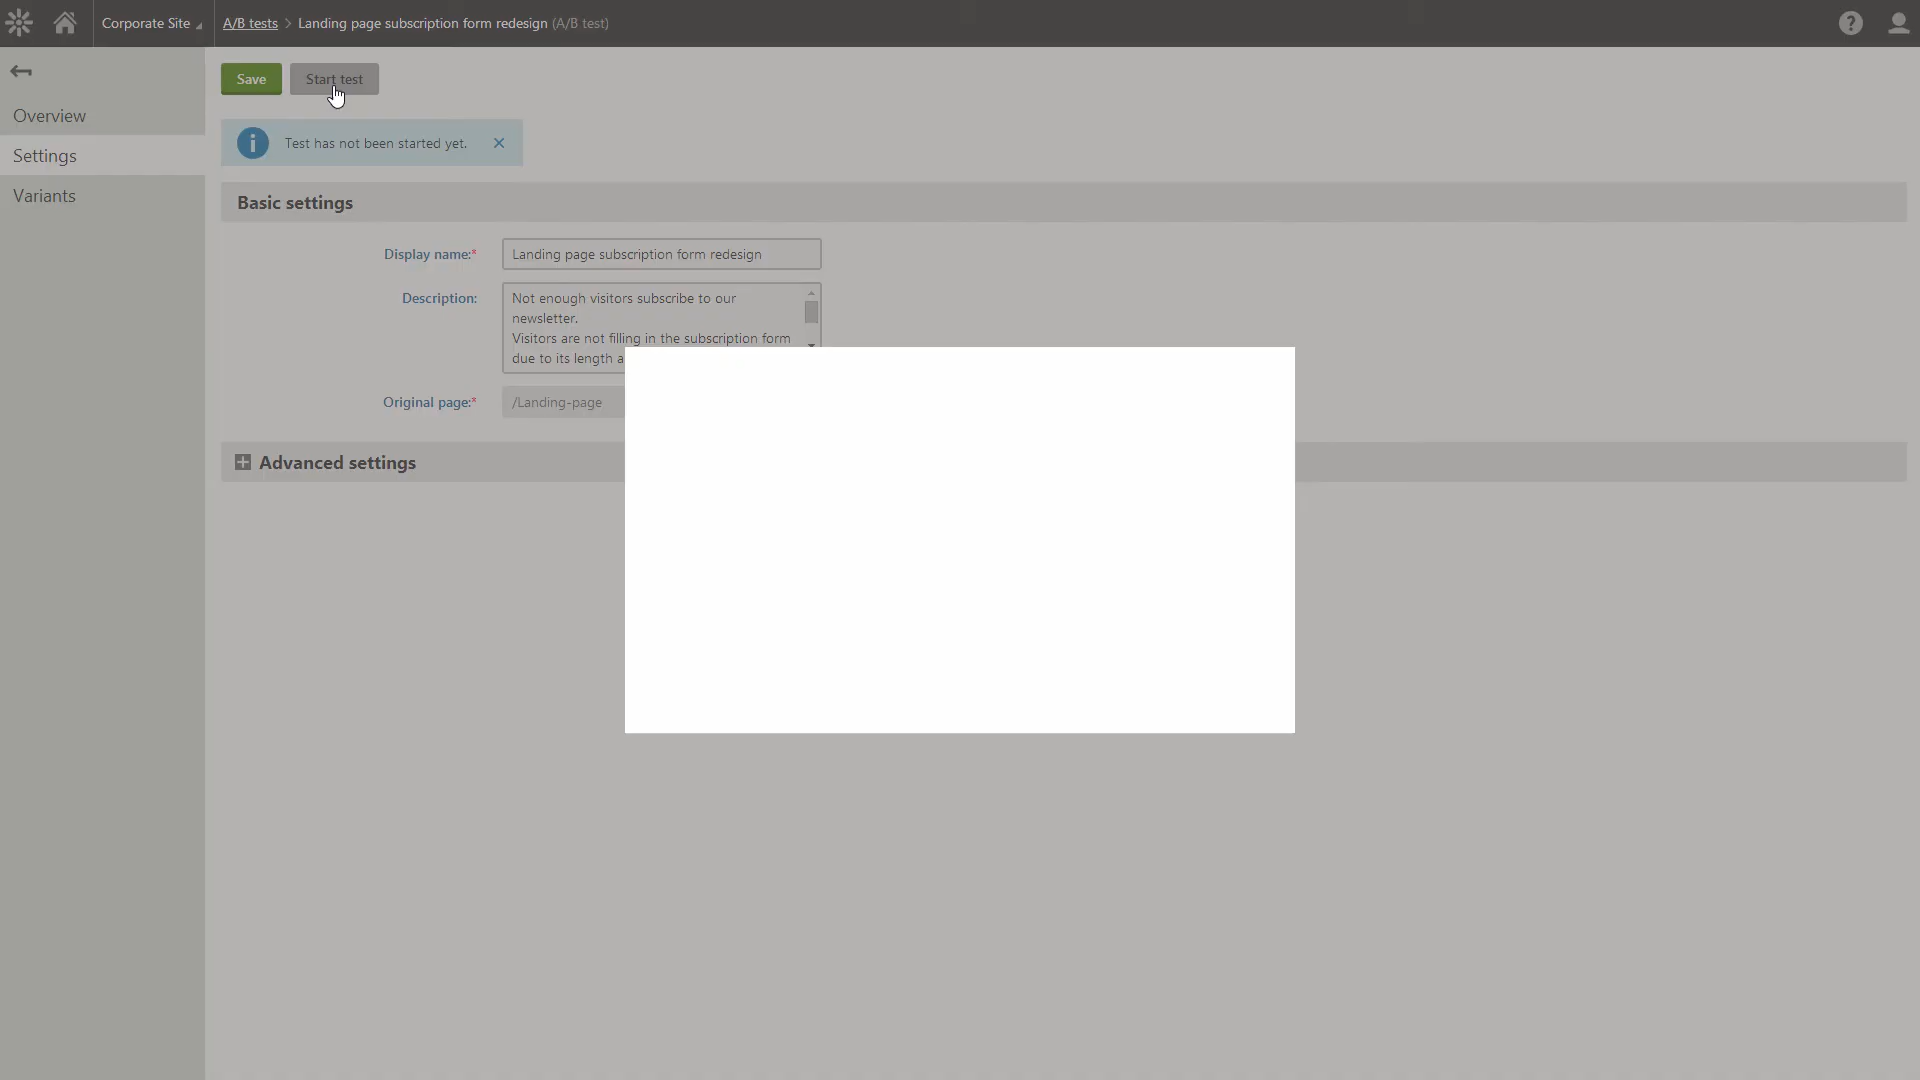 Corporate Site
A/B tests > Landing page subscription form redesign (A/B test)
?
Save
Start test
Overview
i
Test has not been started yet.
Settings
Variants
Basic settings
Display name:*
Landing page subscription form redesign
Description:
Not enough visitors subscribe to our
newsletter.
Visitors are not filling in the subscription form
due to its length a
Original page:*
/Landing-page
Advanced settings